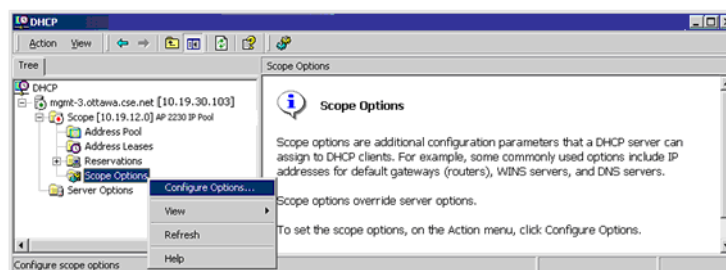 DHCP
Action View
Tree
Scope Options
DHCP
mgmt-3.ottawa.cse.net [10.19.30.103]
Scope [10.19.12.0] AP 2230 IP Pool
Address Pool
Address Leases
Reservations
Scope Options
Server Options
Configure Options...
View
Refresh
Help
Scope Options
Scope options are additional configuration parameters that a DHCP server can
assign to DHCP clients. For example, some commonly used options include IP
addresses for default gateways (routers), WINS servers, and DNS servers.
Scope options override server options.
To set the scope options, on the Action menu, click Configure Options.
Configure scope options